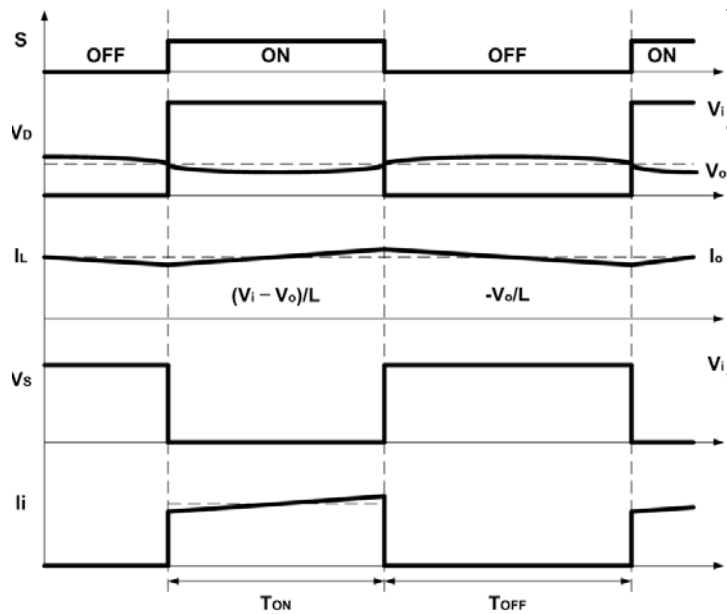 S OFF ON OFF ON
VD Vi
Vo
IL Io
(Vi – Vo)/L -Vo/L
VS Vi
Ii
TON TOFF